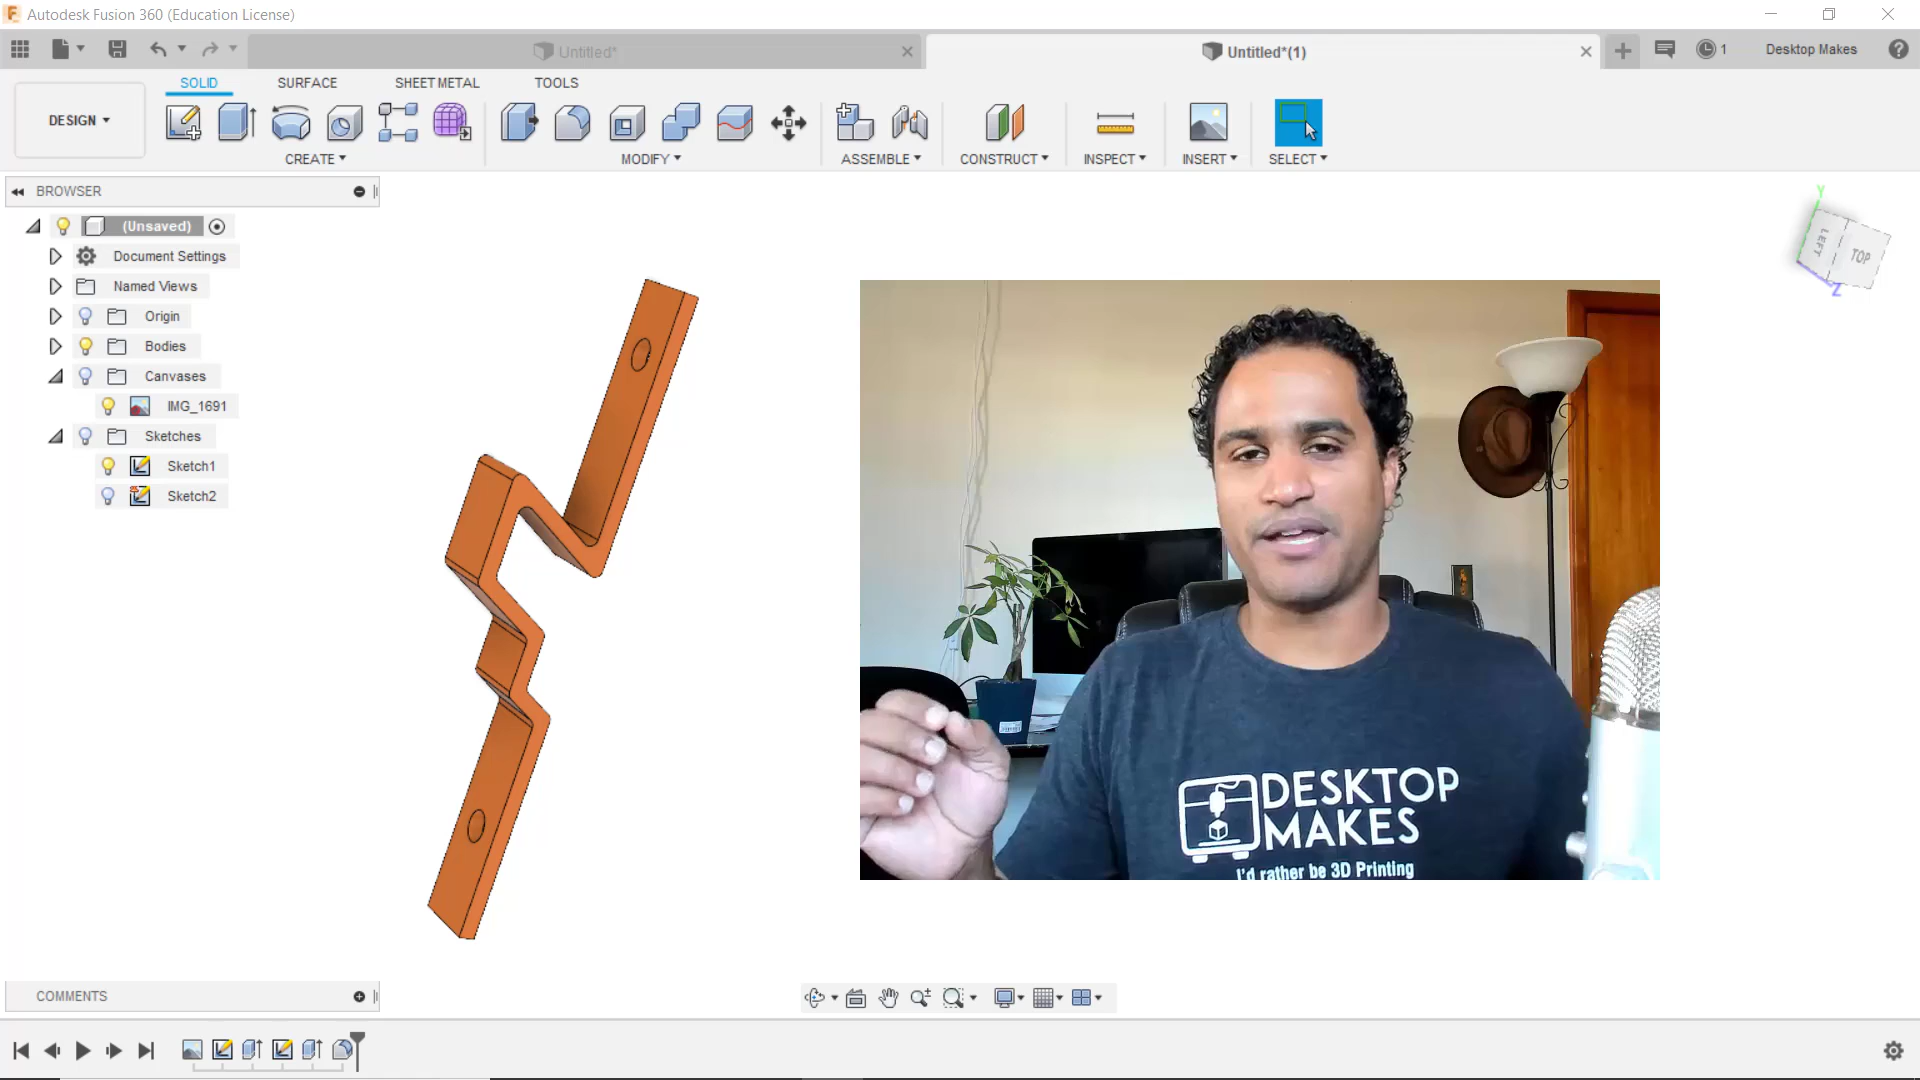 Autodesk Fusion 360 (Education License)
Untitled*
Untitled*(1)
1
Desktop Makes
DESIGN
SOLID
SURFACE
SHEET METAL
TOOLS
CREATE
MODIFY
ASSEMBLE
CONSTRUCT
INSPECT
INSERT
SELECT
BROWSER
(Unsaved)
Document Settings
Named Views
Origin
Bodies
Canvases
IMG_1691
Sketches
Sketch1
Sketch2
Y
LEFT
TOP
Z
DESKTOP
MAKES
I'd rather be 3D Printing
COMMENTS